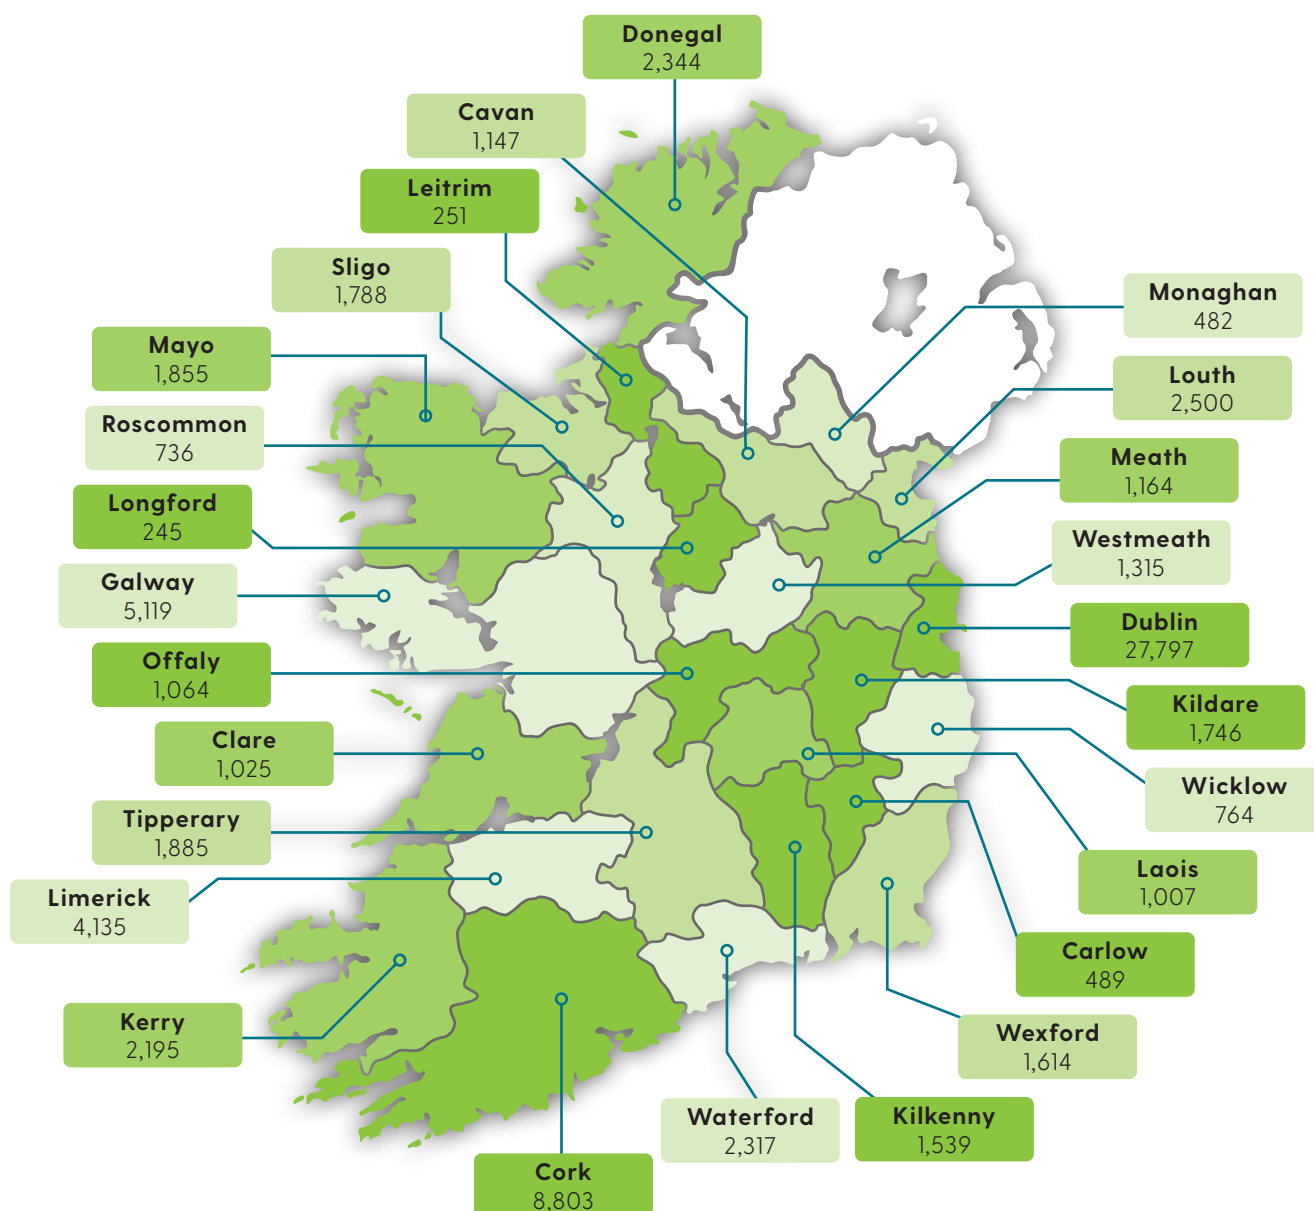 Donegal
2,344
Cavan
1,147
Leitrim
251
Sligo
1,788
Monaghan
482
Mayo
1,855
Louth
2,500
Roscommon
736
Meath
1,164
Longford
245
Westmeath
1,315
Galway
5,119
Dublin
27,797
Offaly
1,064
Kildare
1,746
Clare
1,025
Wicklow
764
Tipperary
1,885
Laois
1,007
Limerick
4,135
Carlow
489
Kerry
2,195
Wexford
1,614
Waterford
2,317
Kilkenny
1,539
Cork
8,803